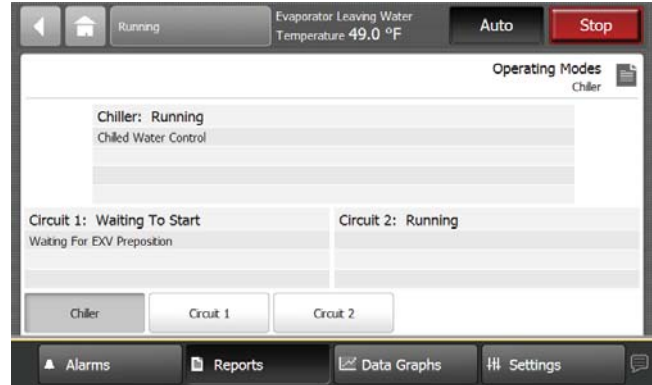 Running
Evaporator Leaving Water
Temperature 49.0 °F
Auto
Stop
Operating Modes
Chiller
Chiller: Running
Chilled Water Control
Circuit 1: Waiting To Start
Waiting For EXV Preposition
Circuit 2: Running
Chiller
Circuit 1
Circuit 2
Alarms
Reports
Data Graphs
Settings